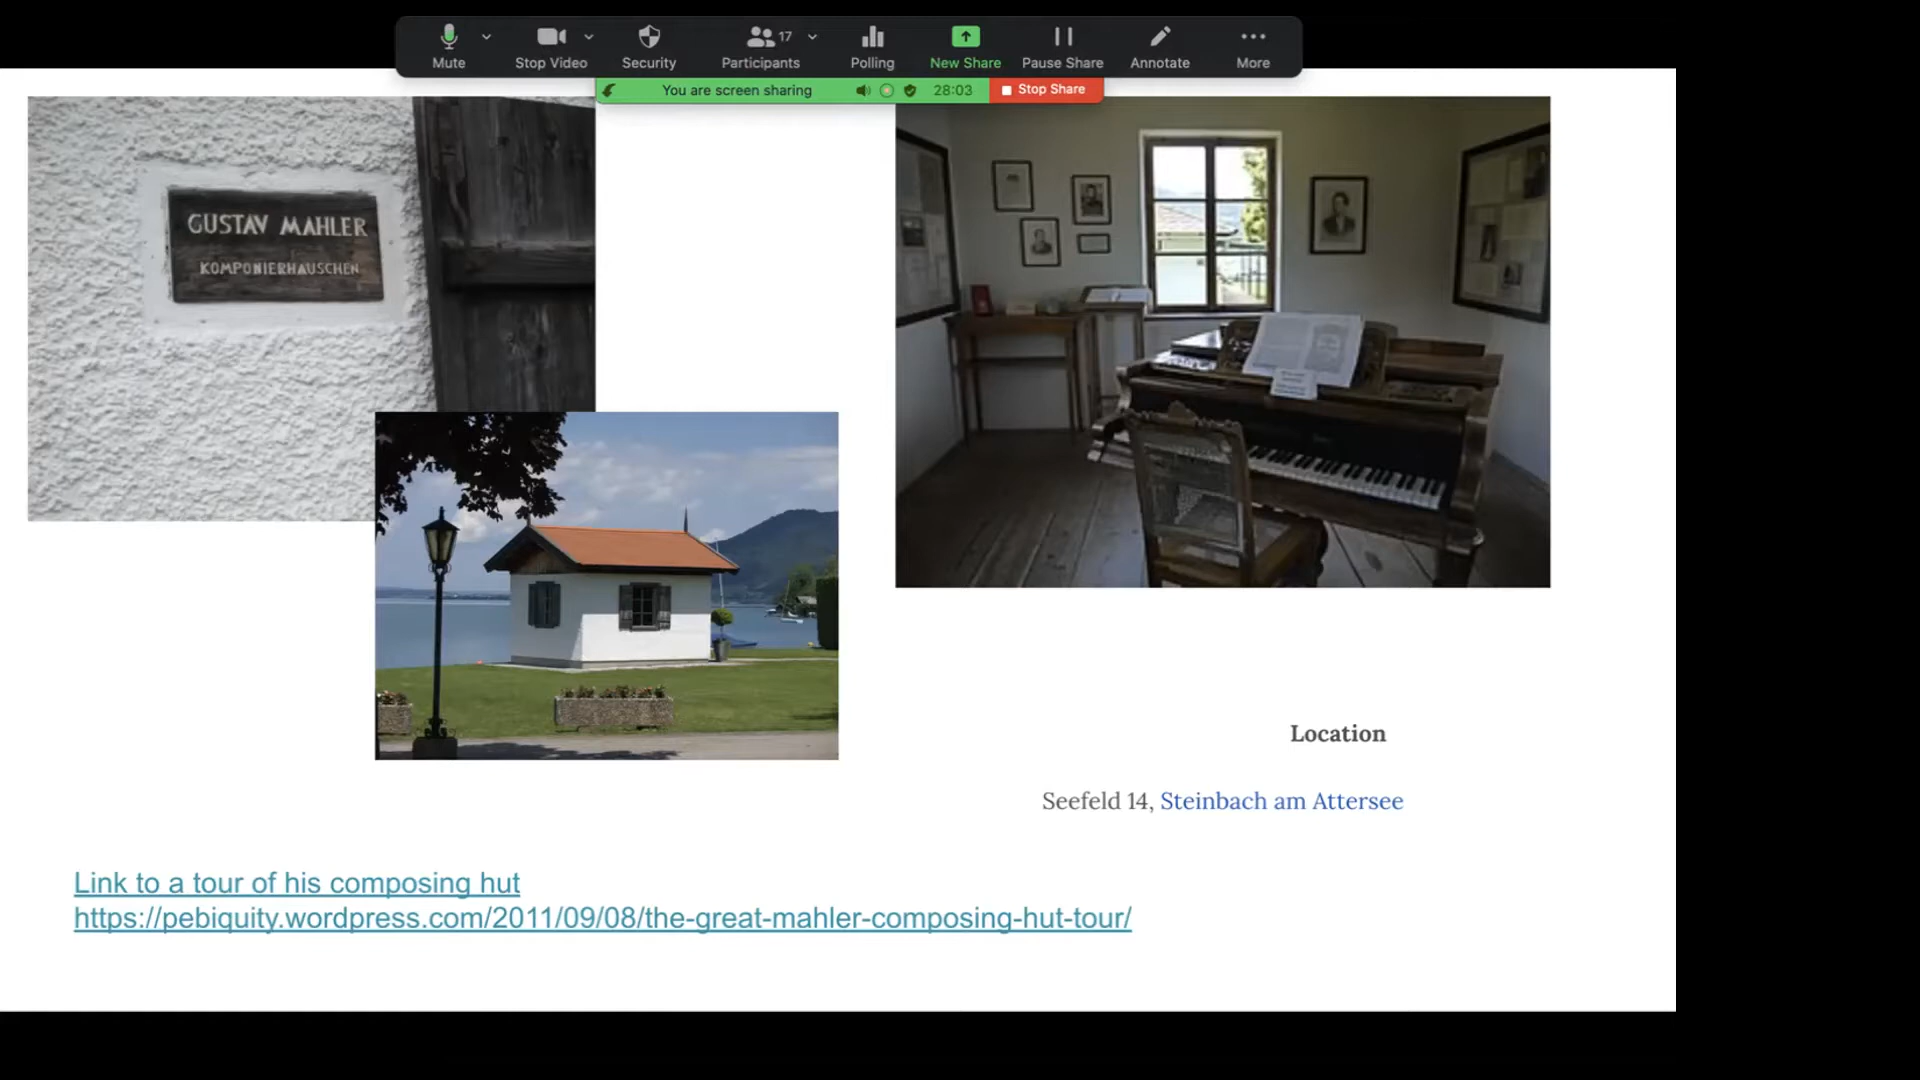 Mute
Stop Video
Security
17
Participants
Polling
New Share
Pause Share
Annotate
More
You are screen sharing
28:03
Stop Share
GUSTAV MAHLER
KOMPONIERHAUSCHEN
Location
Seefeld 14, Steinbach am Attersee
Link to a tour of his composing hut
https://pebiquity.wordpress.com/2011/09/08/the-great-mahler-composing-hut-tour/